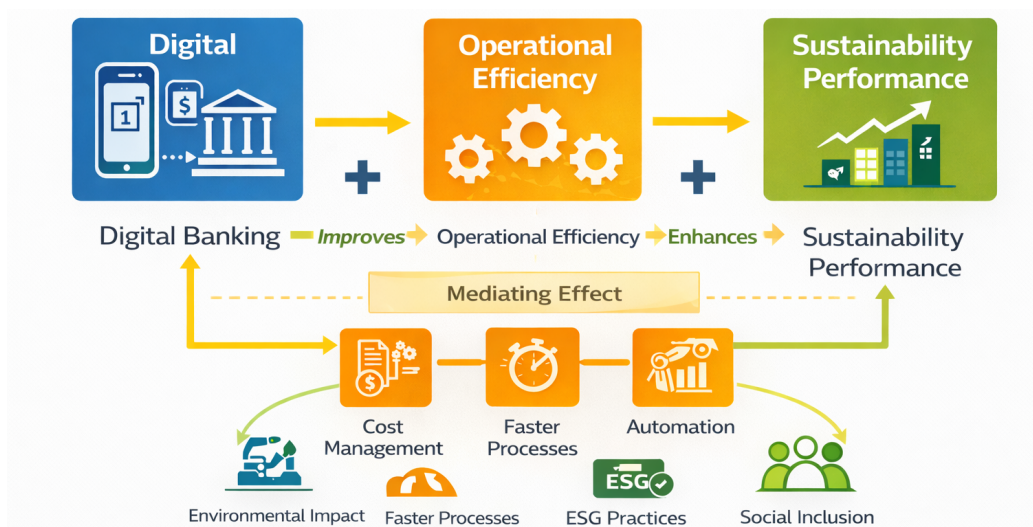 Digital
Operational
Efficiency
Sustainability
Performance
1
$
Digital Banking Improves Operational Efficiency Enhances Sustainability
Performance
Mediating Effect
$
Cost
Management
Faster
Processes
Automation
ESG
Environmental Impact
Faster Processes
ESG Practices
Social Inclusion